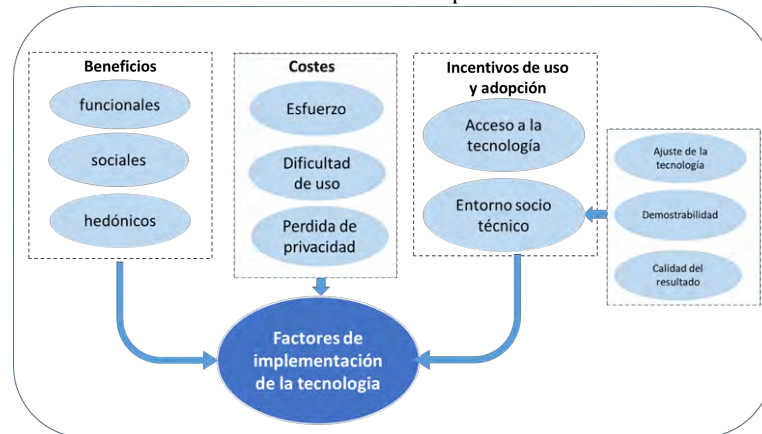 Beneficios
funcionales
sociales
hedónicos
Costes
Esfuerzo
Dificultad
de uso
Perdida de
privacidad
Incentivos de uso
y adopción
Acceso a la
tecnología
Entorno socio
técnico
Ajuste de la
tecnología
Demostrabilidad
Calidad del
resultado
Factores de
implementación
de la tecnologia